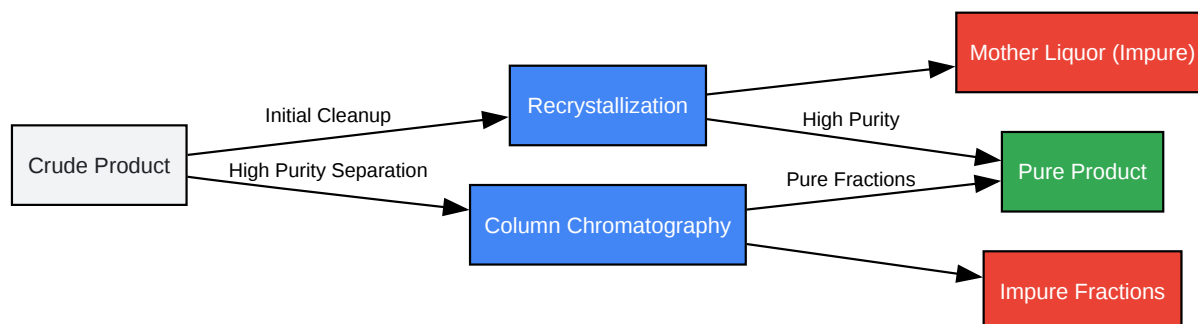 Mother Liquor (Impure)
Recrystallization
Initial Cleanup
High Purity
Crude Product
High Purity Separation
Pure Product
Pure Fractions
Column Chromatography
Impure Fractions